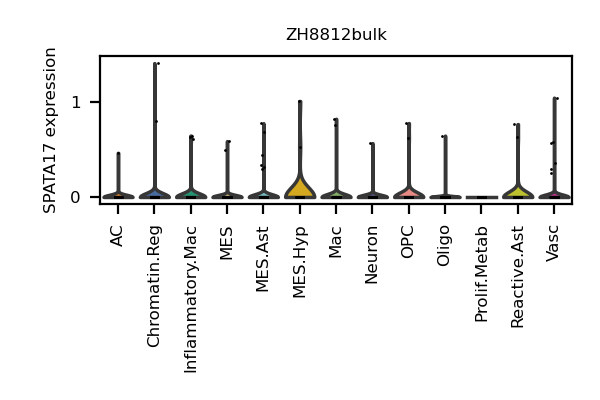 ZH8812bulk
SPATA17 expression
1
0
AC
Chromatin.Reg
Inflammatory.Mac
MES
MES.Ast
MES.Hyp
Mac
Neuron
OPC
Oligo
Prolif.Metab
Reactive.Ast
Vasc